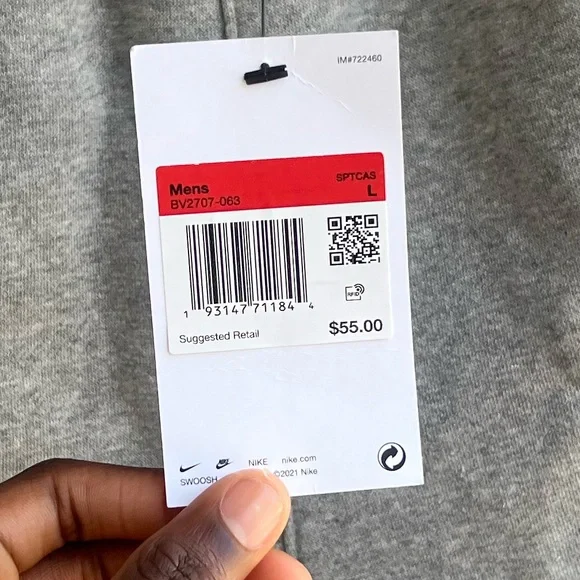 IM#722460
Mens SPTCAS
BV2707-063 L
RFID
1 93147 71184 4
Suggested Retail $55.00
NIKE nike.com
SWOOSH ©2021 Nike